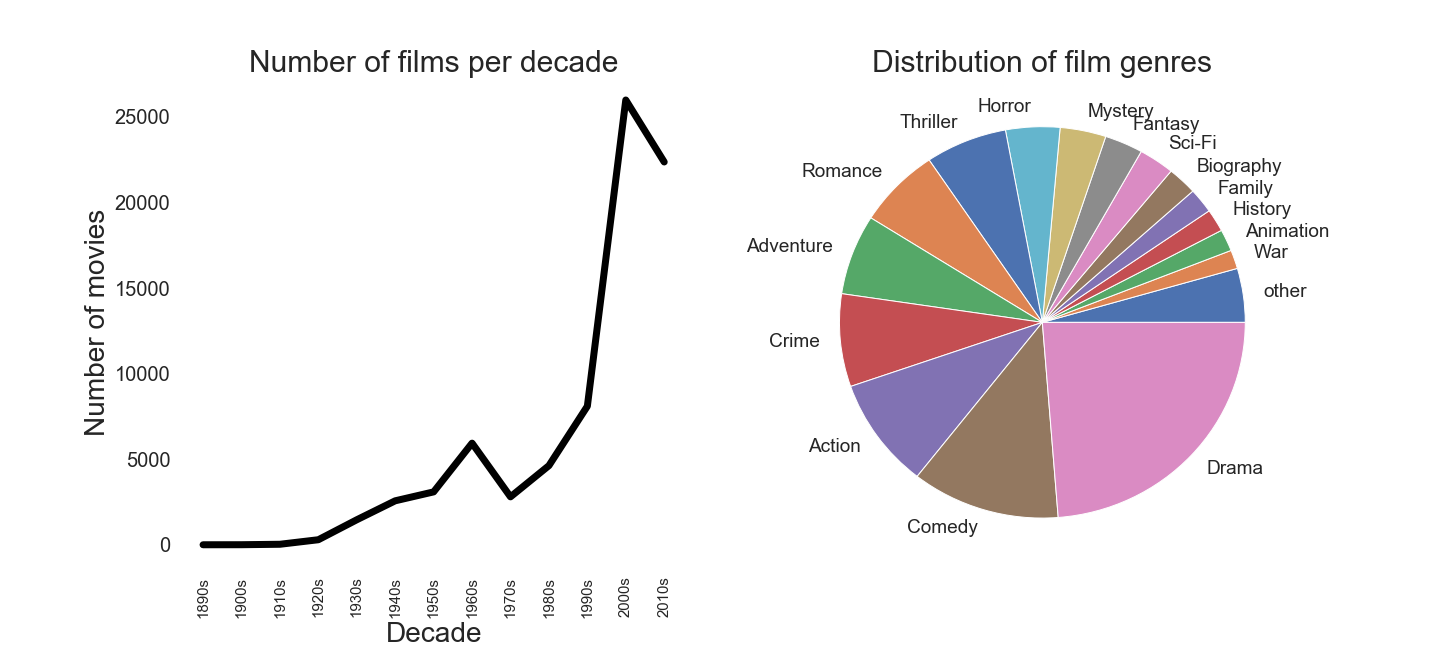 Number of films per decade
Number of movies
25000
20000
15000
10000
5000
0
1890s
1900s
1910s
1920s
1930s
1940s
1950s
1960s
1970s
1980s
1990s
2000s
2010s
Decade
Distribution of film genres
Horror
Mystery
Thriller
Fantasy
Sci-Fi
Romance
Biography
Family
History
Animation
Adventure
War
other
Crime
Action
Drama
Comedy